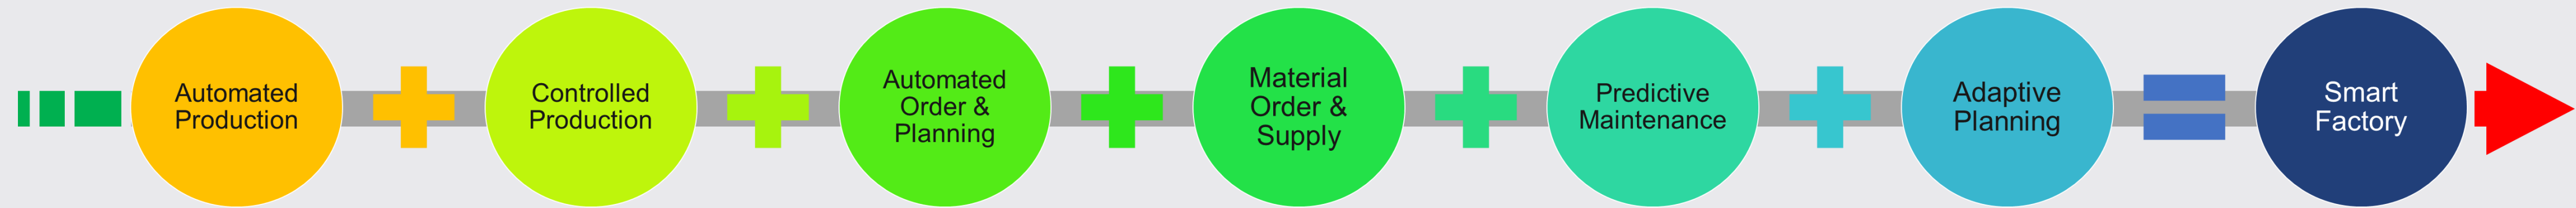 Automated
Production
Controlled
Production
Automated
Order &
Planning
Material
Order &
Supply
Predictive
Maintenance
Adaptive
Planning
Smart
Factory